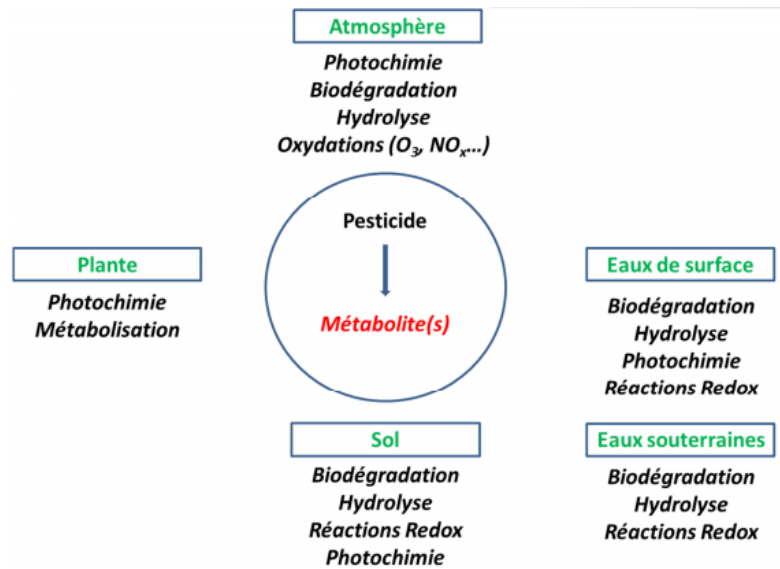 Atmosphère
Photochimie
Biodégradation
Hydrolyse
Oxydations (O₃, NOₓ...)
Pesticide
Métabolite(s)
Plante
Photochimie
Métabolisation
Eaux de surface
Biodégradation
Hydrolyse
Photochimie
Réactions Redox
Sol
Biodégradation
Hydrolyse
Réactions Redox
Photochimie
Eaux souterraines
Biodégradation
Hydrolyse
Réactions Redox